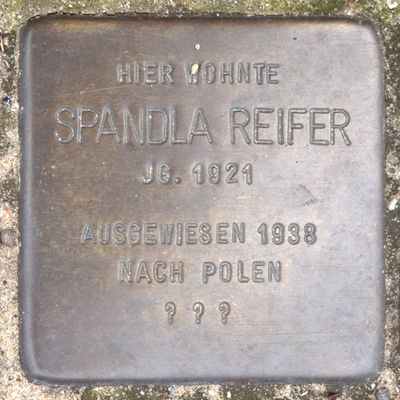 HIER WOHNTE
SPANDLA REIFER
JG. 1921
AUSGEWIESEN 1938
NACH POLEN
? ? ?